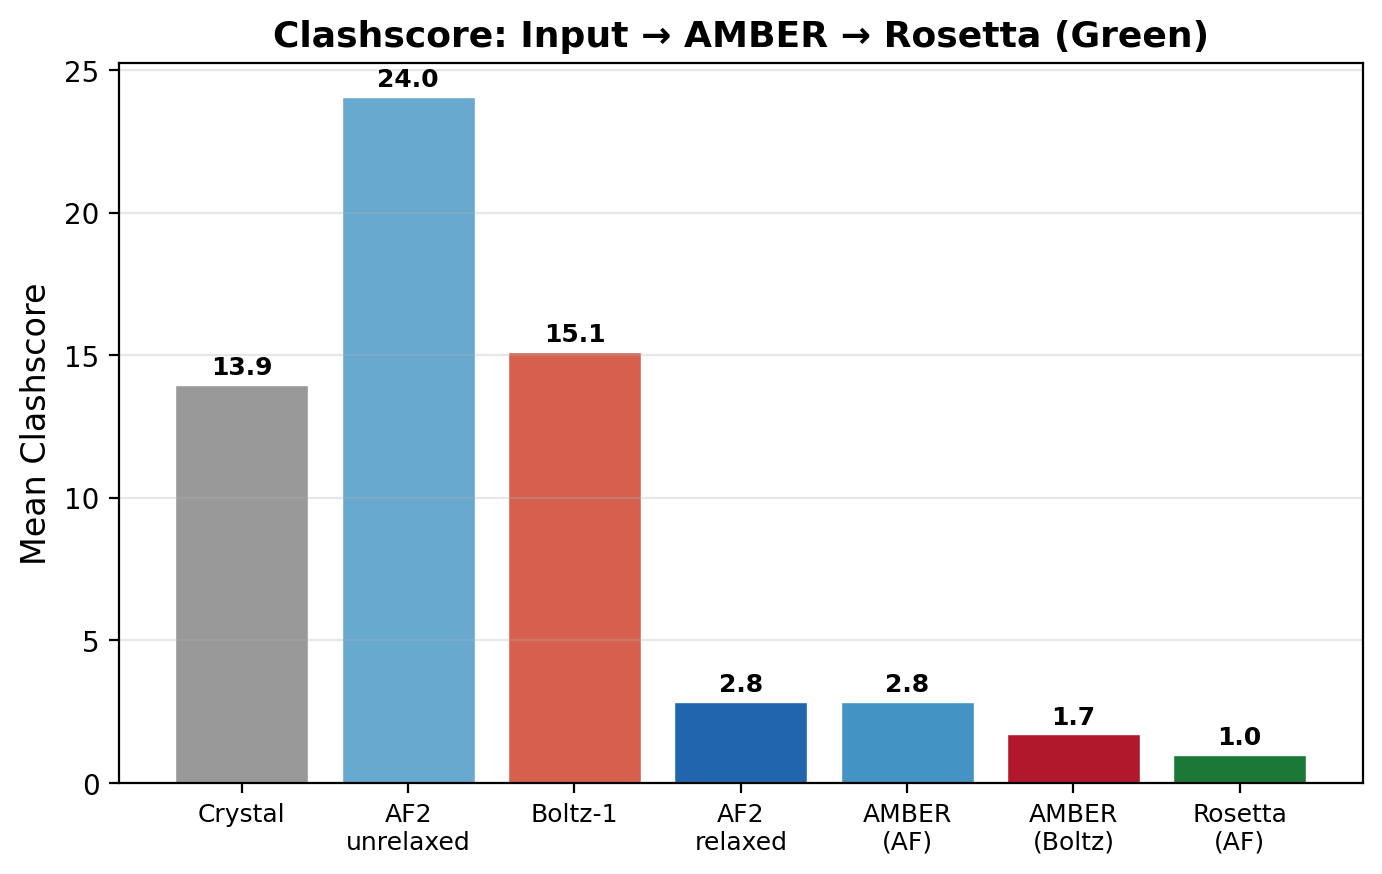 Clashscore: Input → AMBER → Rosetta (Green)
Mean Clashscore
25
20
15
10
5
0
13.9
24.0
15.1
2.8
2.8
1.7
1.0
Crystal
AF2
unrelaxed
Boltz-1
AF2
relaxed
AMBER
(AF)
AMBER
(Boltz)
Rosetta
(AF)